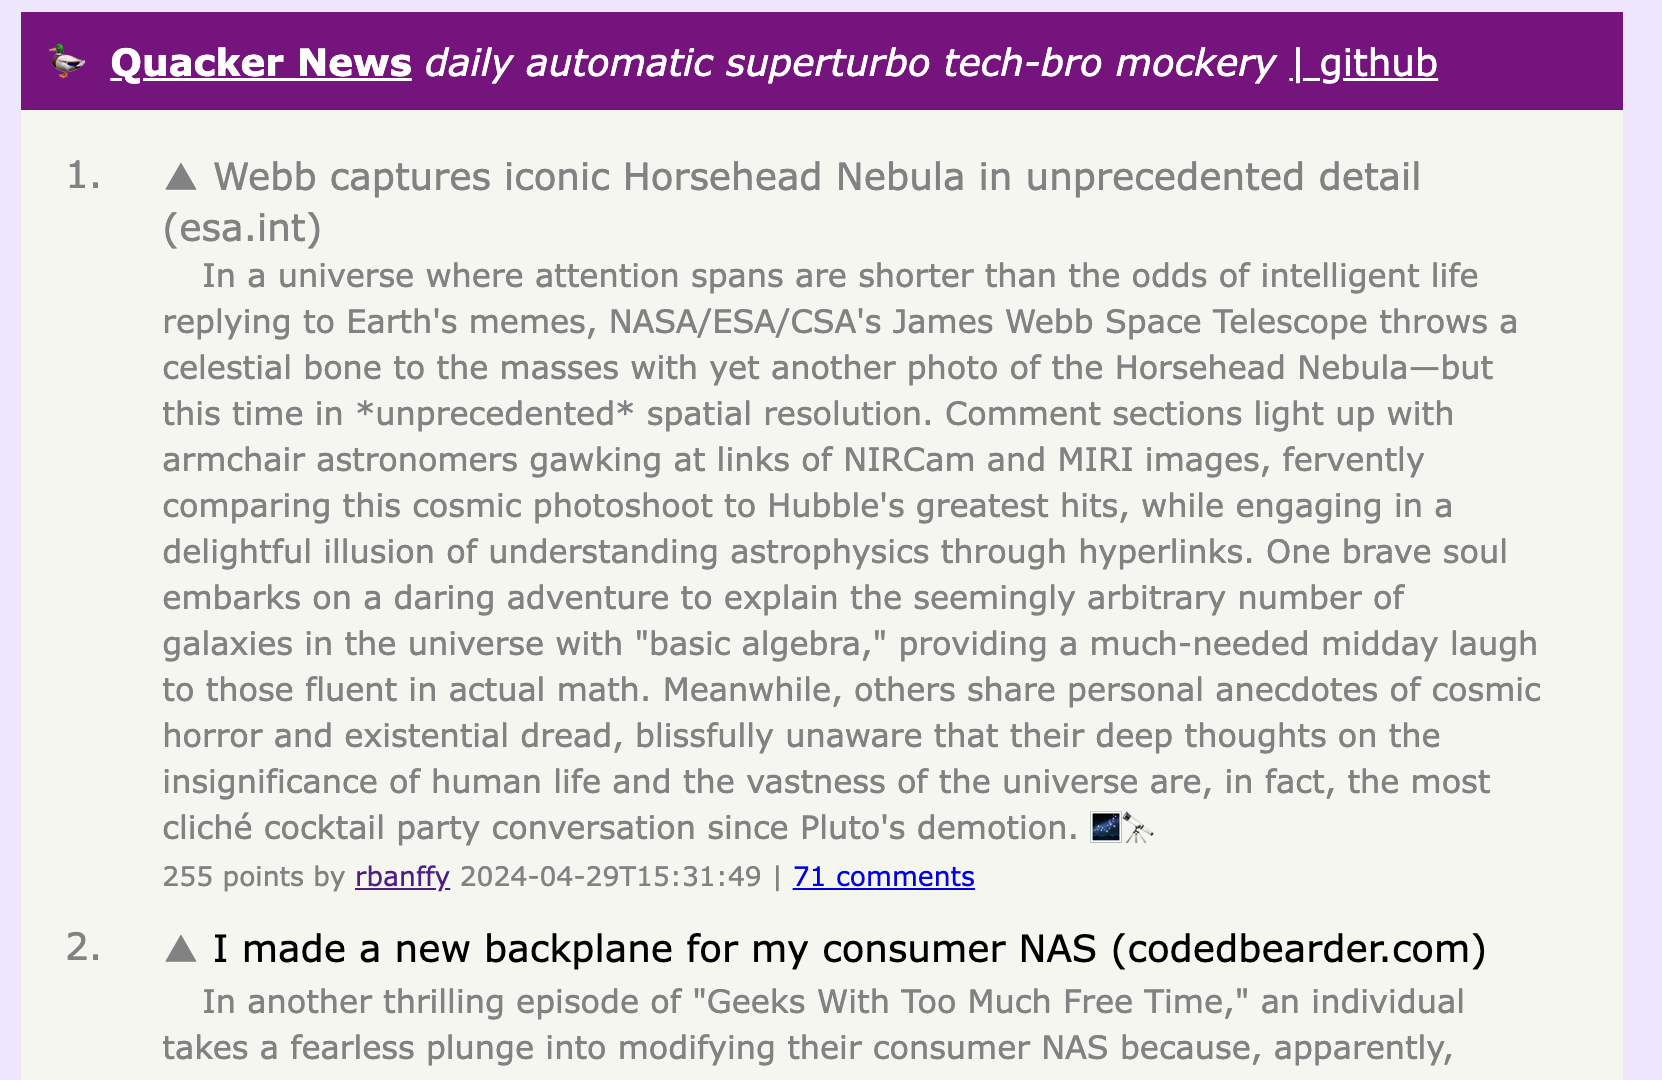 Quacker News daily automatic superturbo tech-bro mockery | github
1. ▲ Webb captures iconic Horsehead Nebula in unprecedented detail
(esa.int)
In a universe where attention spans are shorter than the odds of intelligent life
replying to Earth's memes, NASA/ESA/CSA's James Webb Space Telescope throws a
celestial bone to the masses with yet another photo of the Horsehead Nebula—but
this time in *unprecedented* spatial resolution. Comment sections light up with
armchair astronomers gawking at links of NIRCam and MIRI images, fervently
comparing this cosmic photoshoot to Hubble's greatest hits, while engaging in a
delightful illusion of understanding astrophysics through hyperlinks. One brave soul
embarks on a daring adventure to explain the seemingly arbitrary number of
galaxies in the universe with "basic algebra," providing a much-needed midday laugh
to those fluent in actual math. Meanwhile, others share personal anecdotes of cosmic
horror and existential dread, blissfully unaware that their deep thoughts on the
insignificance of human life and the vastness of the universe are, in fact, the most
cliché cocktail party conversation since Pluto's demotion. 🌌🔭
255 points by rbanffy 2024-04-29T15:31:49 | 71 comments
2. ▲ I made a new backplane for my consumer NAS (codedbearder.com)
In another thrilling episode of "Geeks With Too Much Free Time," an individual
takes a fearless plunge into modifying their consumer NAS because, apparently,